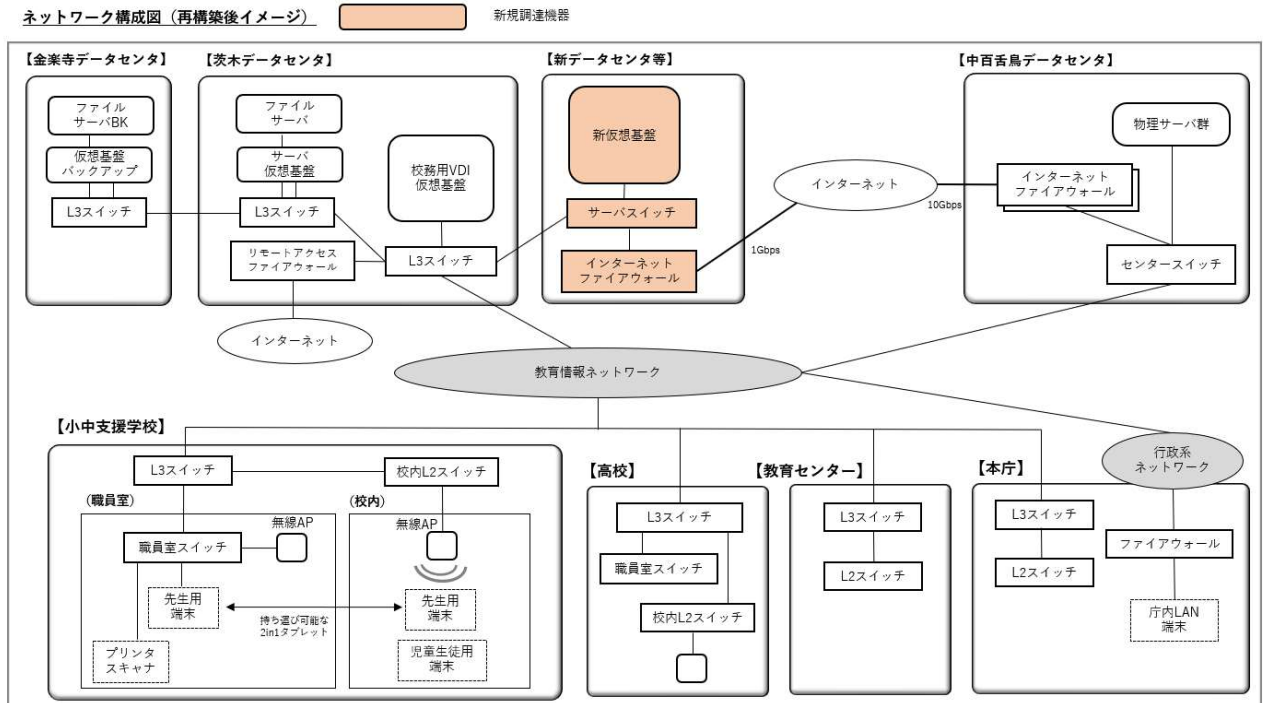 ネットワーク構成図（再構築後イメージ）
新規調達機器
【金楽寺データセンタ】
【茨木データセンタ】
【新データセンタ等】
【中百舌鳥データセンタ】
ファイル
サーバBK
仮想基盤
バックアップ
L3スイッチ
ファイル
サーバ
サーバ
仮想基盤
L3スイッチ
リモートアクセス
ファイアウォール
校務用VDI
仮想基盤
L3スイッチ
インターネット
新仮想基盤
サーバスイッチ
インターネット
ファイアウォール
1Gbps
インターネット
10Gbps
物理サーバ群
インターネット
ファイアウォール
センタースイッチ
教育情報ネットワーク
【小中支援学校】
L3スイッチ
校内L2スイッチ
（職員室）
無線AP
職員室スイッチ
先生用
端末
プリンタ
スキャナ
持ち運び可能な
2in1タブレット
（校内）
無線AP
先生用
端末
児童生徒用
端末
【高校】
L3スイッチ
職員室スイッチ
校内L2スイッチ
【教育センター】
L3スイッチ
L2スイッチ
【本庁】
L3スイッチ
L2スイッチ
行政系
ネットワーク
ファイアウォール
庁内LAN
端末